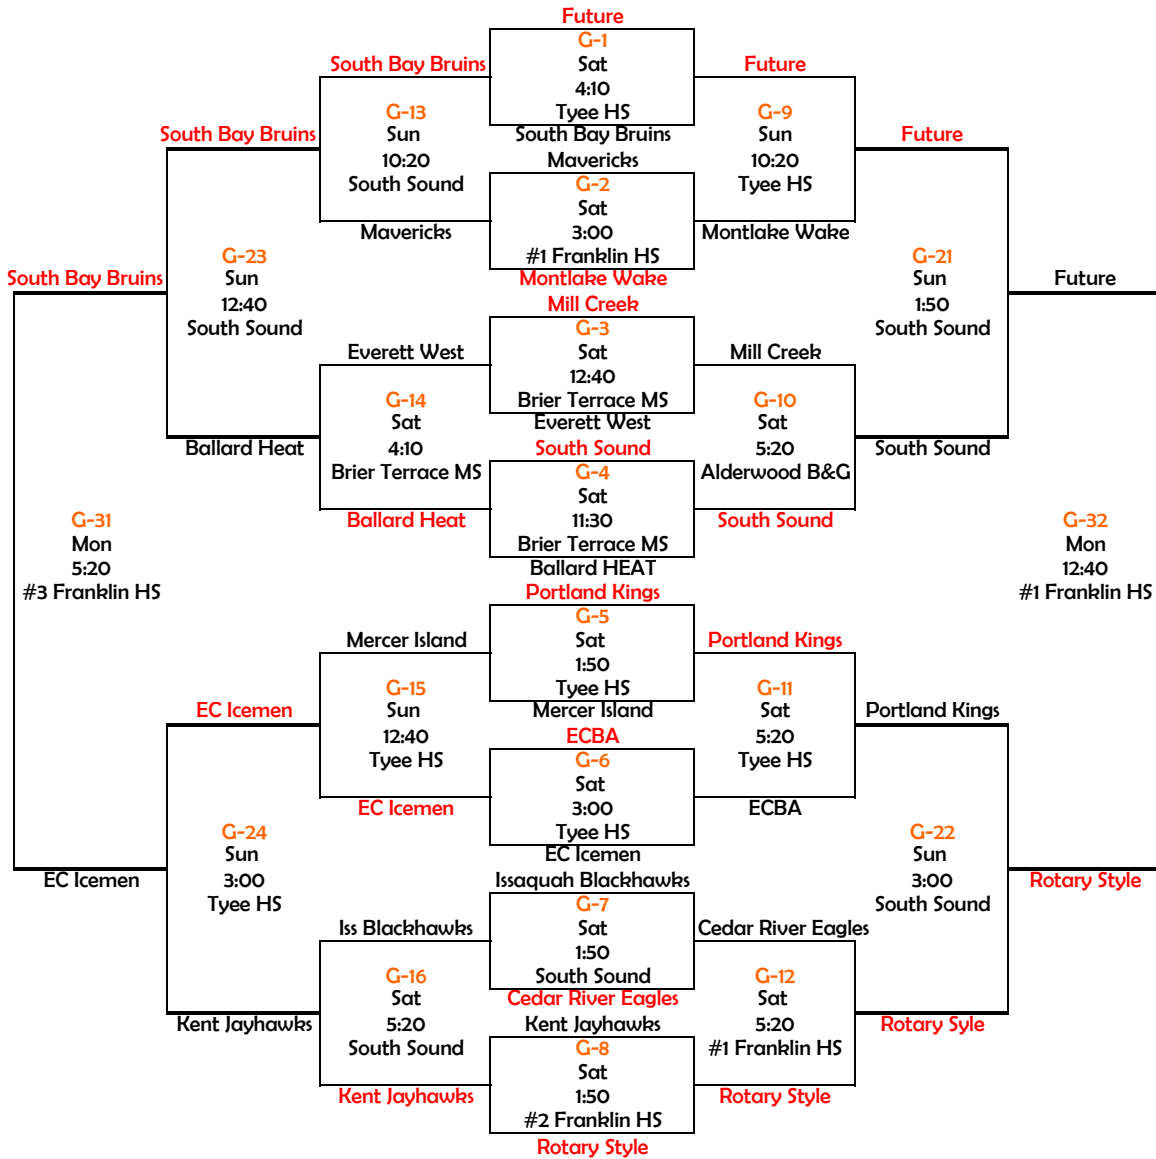 Future
G-1
Sat
4:10
Tyee HS
South Bay Bruins
South Bay Bruins
Future
G-13
Sun
10:20
South Sound
G-9
Sun
10:20
Tyee HS
South Bay Bruins
Future
Mavericks
G-2
Sat
3:00
#1 Franklin HS
Montlake Wake
Mavericks
Montlake Wake
G-23
Sun
12:40
South Sound
G-21
Sun
1:50
South Sound
South Bay Bruins
Future
Mill Creek
G-3
Sat
12:40
Brier Terrace MS
Everett West
Everett West
Mill Creek
G-14
Sat
4:10
Brier Terrace MS
G-10
Sat
5:20
Alderwood B&G
Ballard Heat
South Sound
South Sound
G-4
Sat
11:30
Brier Terrace MS
Ballard HEAT
Ballard Heat
South Sound
G-31
Mon
5:20
#3 Franklin HS
G-32
Mon
12:40
#1 Franklin HS
Portland Kings
G-5
Sat
1:50
Tyee HS
Mercer Island
Mercer Island
Portland Kings
G-15
Sun
12:40
Tyee HS
G-11
Sat
5:20
Tyee HS
EC Icemen
Portland Kings
ECBA
G-6
Sat
3:00
Tyee HS
EC Icemen
EC Icemen
ECBA
G-24
Sun
3:00
Tyee HS
G-22
Sun
3:00
South Sound
EC Icemen
Rotary Style
Issaquah Blackhawks
G-7
Sat
1:50
South Sound
Cedar River Eagles
Iss Blackhawks
Cedar River Eagles
G-16
Sat
5:20
South Sound
G-12
Sat
5:20
#1 Franklin HS
Kent Jayhawks
Rotary Syle
Kent Jayhawks
G-8
Sat
1:50
#2 Franklin HS
Rotary Style
Kent Jayhawks
Rotary Style